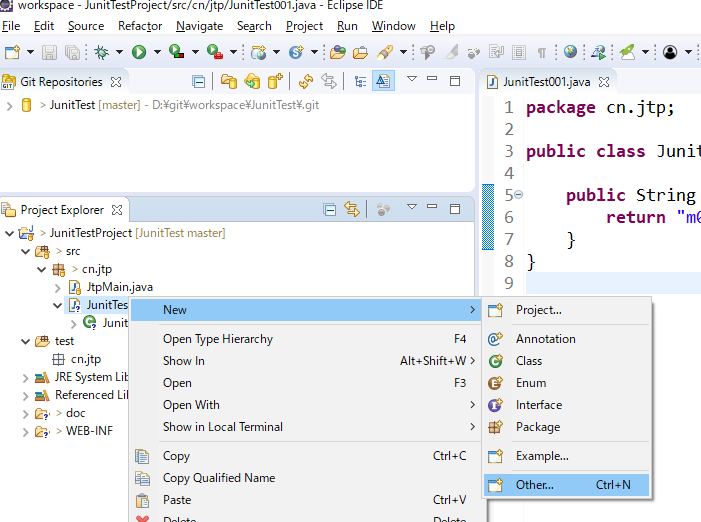 workspace - JunitTestProject/src/cn/jtp/JunitTest001.java - Eclipse IDE
File Edit Source Refactor Navigate Search Project Run Window Help
Git Repositories
> JunitTest [master] - D:¥git¥workspace¥JunitTest¥.git
JunitTest001.java
1 package cn.jtp;
2
3 public class Junit
4
5 public String
6 return "m0
7 }
8 }
9
Project Explorer
> JunitTestProject [JunitTest master]
> src
> cn.jtp
JtpMain.java
JunitTes
Junit
test
cn.jtp
JRE System Lib
Referenced Lib
> doc
> WEB-INF
New
Open Type Hierarchy F4
Show In Alt+Shift+W
Open F3
Open With
Show in Local Terminal
Copy Ctrl+C
Copy Qualified Name
Paste Ctrl+V
Delete Delete
Project...
Annotation
Class
Enum
Interface
Package
Example...
Other... Ctrl+N